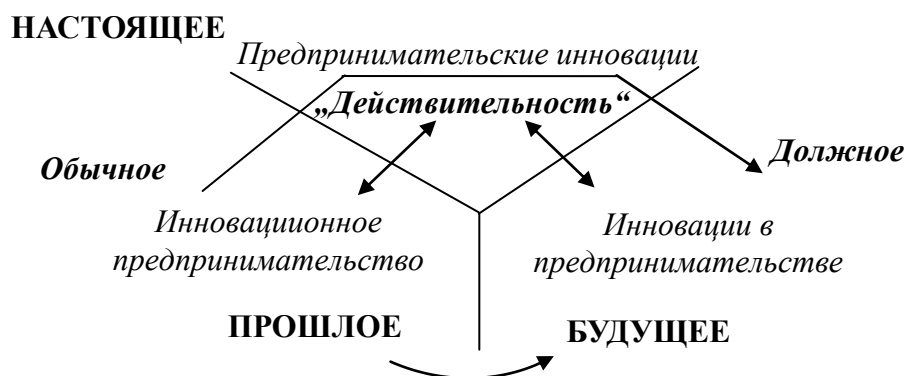 НАСТОЯЩЕЕ
Предпринимательские инновации
„Действительность“
Обычное
Должное
Инновациионное
предпринимательство
Инновации в
предпринимательстве
ПРОШЛОЕ
БУДУЩЕЕ